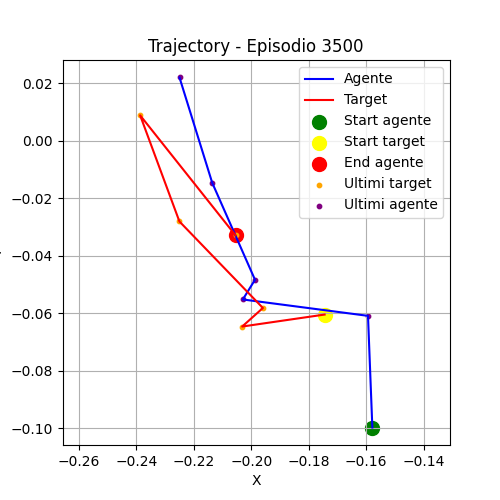 Trajectory - Episodio 3500
Agente
Target
Start agente
Start target
End agente
Ultimi target
Ultimi agente
0.02
0.00
−0.02
−0.04
−0.06
−0.08
−0.10
−0.26 −0.24 −0.22 −0.20 −0.18 −0.16 −0.14
X